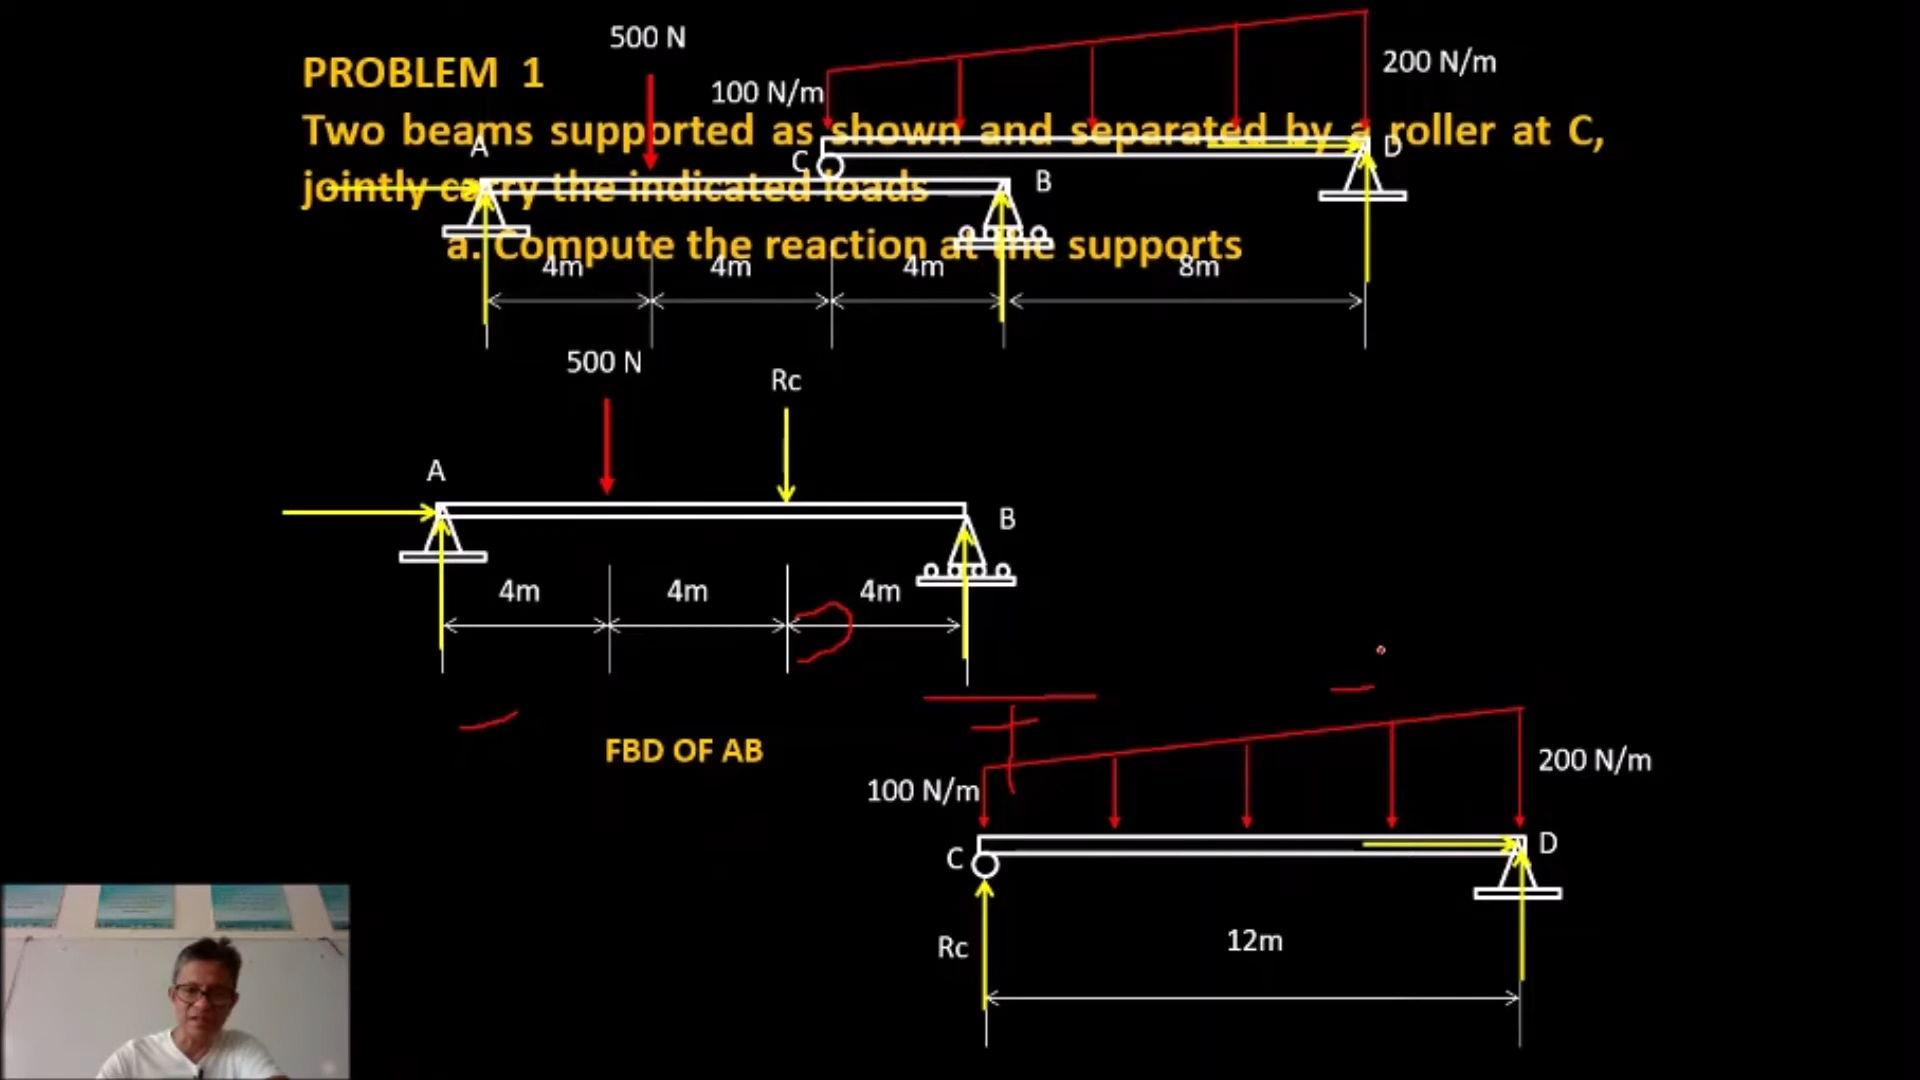 500 N
PROBLEM 1
100 N/m
200 N/m
Two beams supported as shown and separated by a roller at C,
A
C
D
jointly carry the indicated loads
B
a. Compute the reaction at the supports
4m
4m
4m
8m
500 N
Rc
A
B
4m
4m
4m
FBD OF AB
100 N/m
200 N/m
C
D
Rc
12m